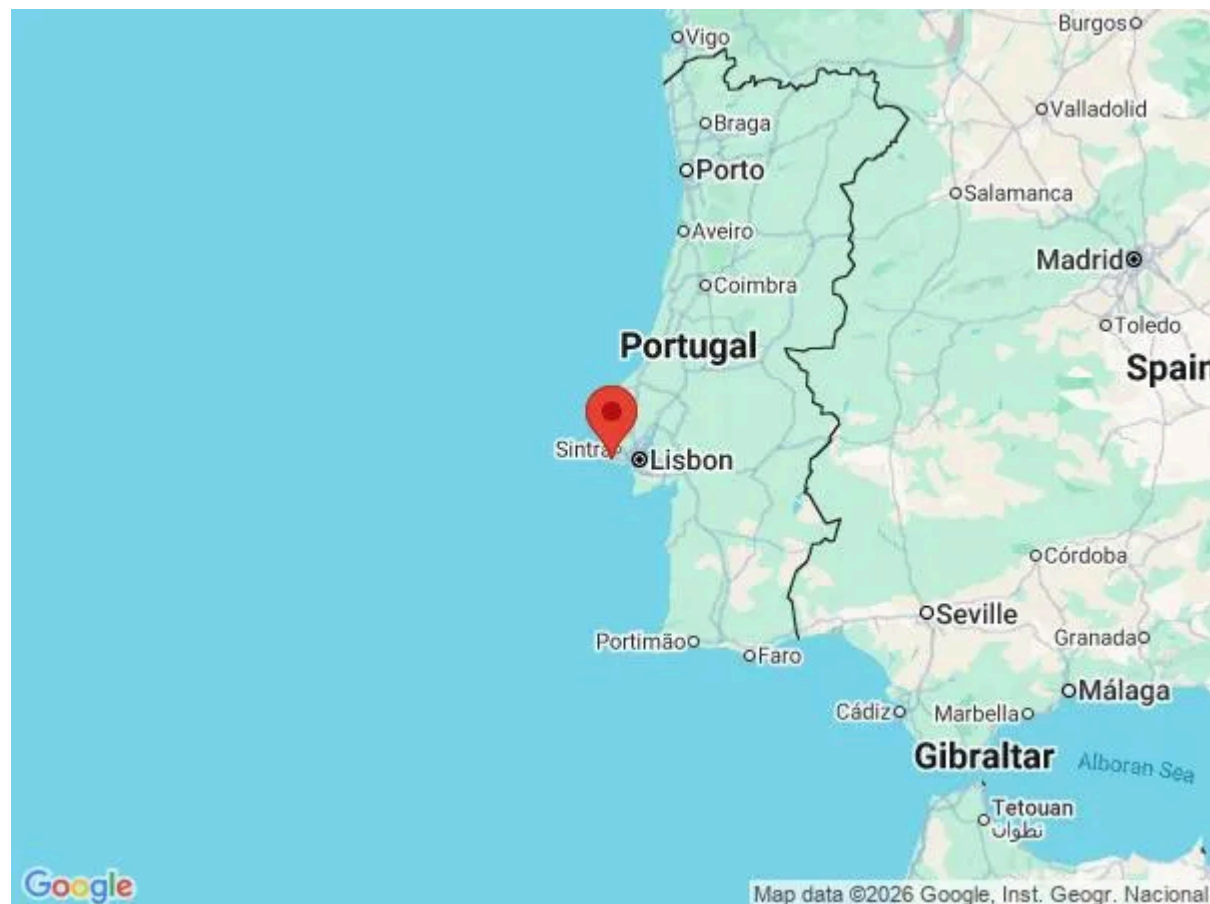 Burgos
Vigo
Valladolid
Braga
Porto
Salamanca
Aveiro
Madrid
Coimbra
Toledo
Portugal
Spain
Sintra
Lisbon
Córdoba
Seville
Portimão
Granada
Faro
Málaga
Cádiz
Marbella
Gibraltar
Alboran Sea
Tetouan
تطوان
Google
Map data ©2026 Google, Inst. Geogr. Nacional